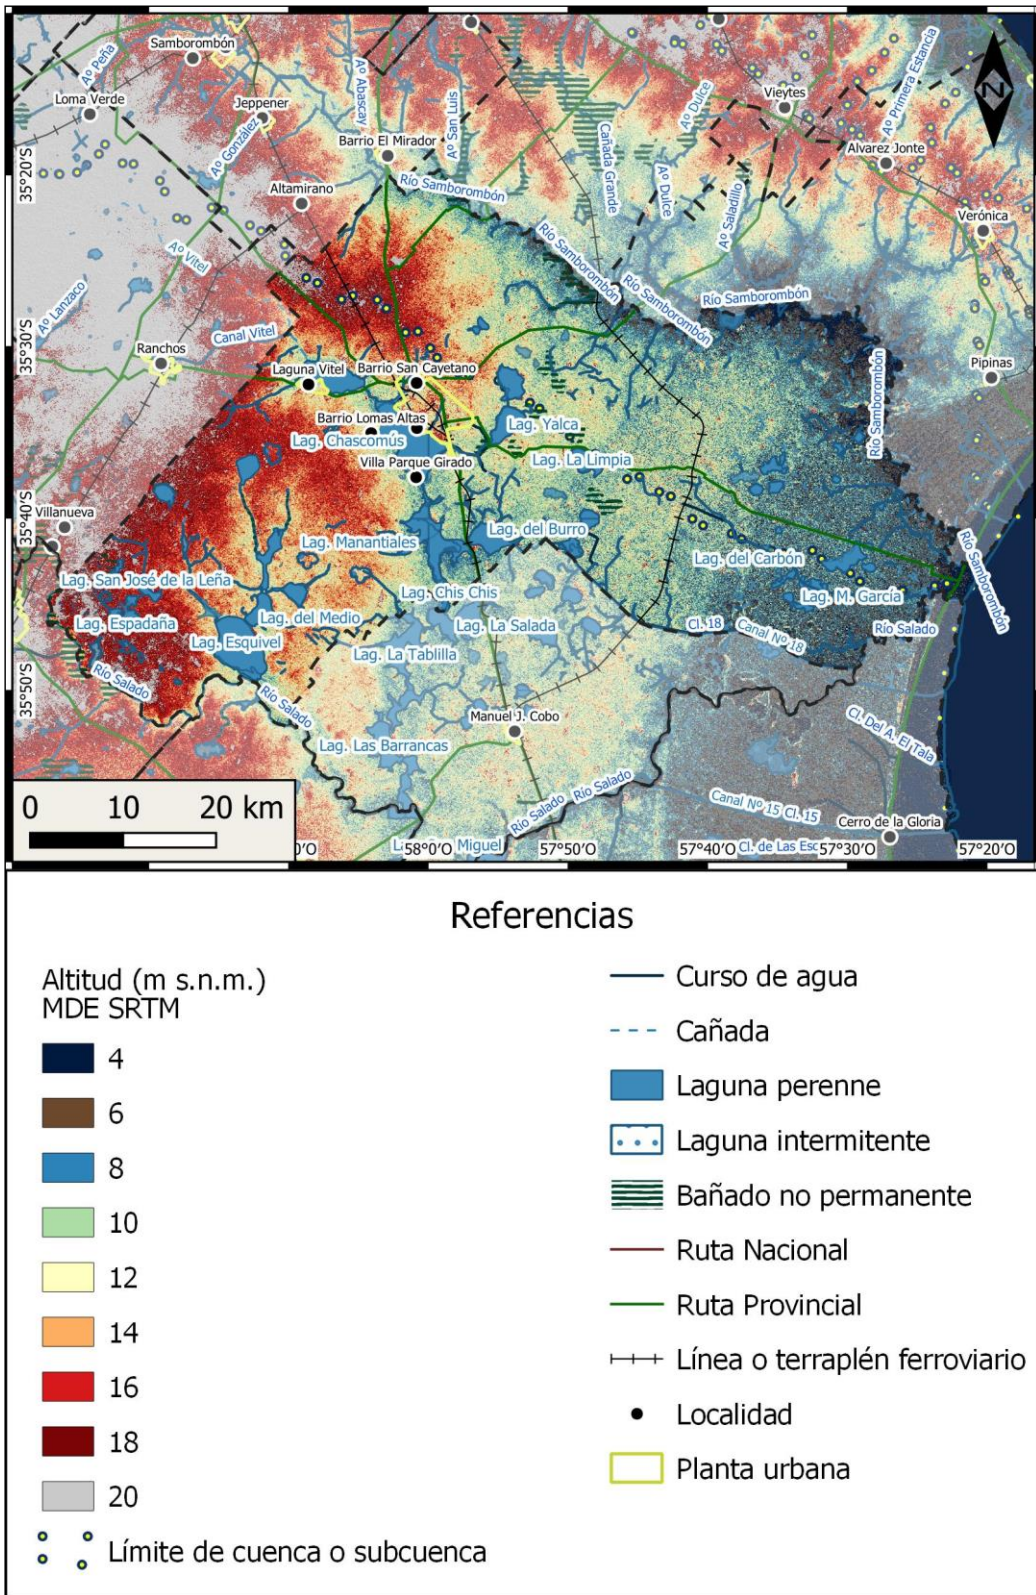 Samborombón
Aº Peña
Loma Verde
Jeppener
Aº González
Aº Abascay
Aº San Luis
Barrio El Mirador
Altamirano
Río Samborombón
Cañada Grande
Aº Dulce
Aº Dulce
Vieytes
Aº Primera Estancia
N
Alvarez Jonte
Aº Saladillo
Verónica
35°20'S
Aº Vitel
Aº Lanzaco
Canal Vitel
Río Samborombón
Río Samborombón
Río Samborombón
35°30'S
Ranchos
Laguna Vitel
Barrio San Cayetano
Pipinas
Río Samborombón
Barrio Lomas Altas
Lag. Chascomús
Lag. Yalca
Villa Parque Girado
Lag. La Limpia
35°40'S
Villanueva
Lag. Manantiales
Lag. del Burro
Lag. del Carbón
Río Samborombón
Lag. San José de la Leña
Lag. Chis Chis
Lag. M. García
Lag. Espadaña
Lag. del Medio
Lag. Esquivel
Lag. La Salada
Cl. 18
Canal Nº 18
Río Salado
Lag. La Tablilla
35°50'S
Río Salado
Río Salado
Manuel J. Cobo
Lag. Las Barrancas
Cl. Del A. El Tala
Río Salado
Río Salado
Canal Nº 15 Cl. 15
Cerro de la Gloria
0 10 20 km
0'O
58°0'O
La
Miguel
57°50'O
57°40'O
Cl. de Las Esc
57°30'O
57°20'O
Referencias
Altitud (m s.n.m.)
MDE SRTM
4
6
8
10
12
14
16
18
20
Límite de cuenca o subcuenca
Curso de agua
Cañada
Laguna perenne
Laguna intermitente
Bañado no permanente
Ruta Nacional
Ruta Provincial
Línea o terraplén ferroviario
Localidad
Planta urbana